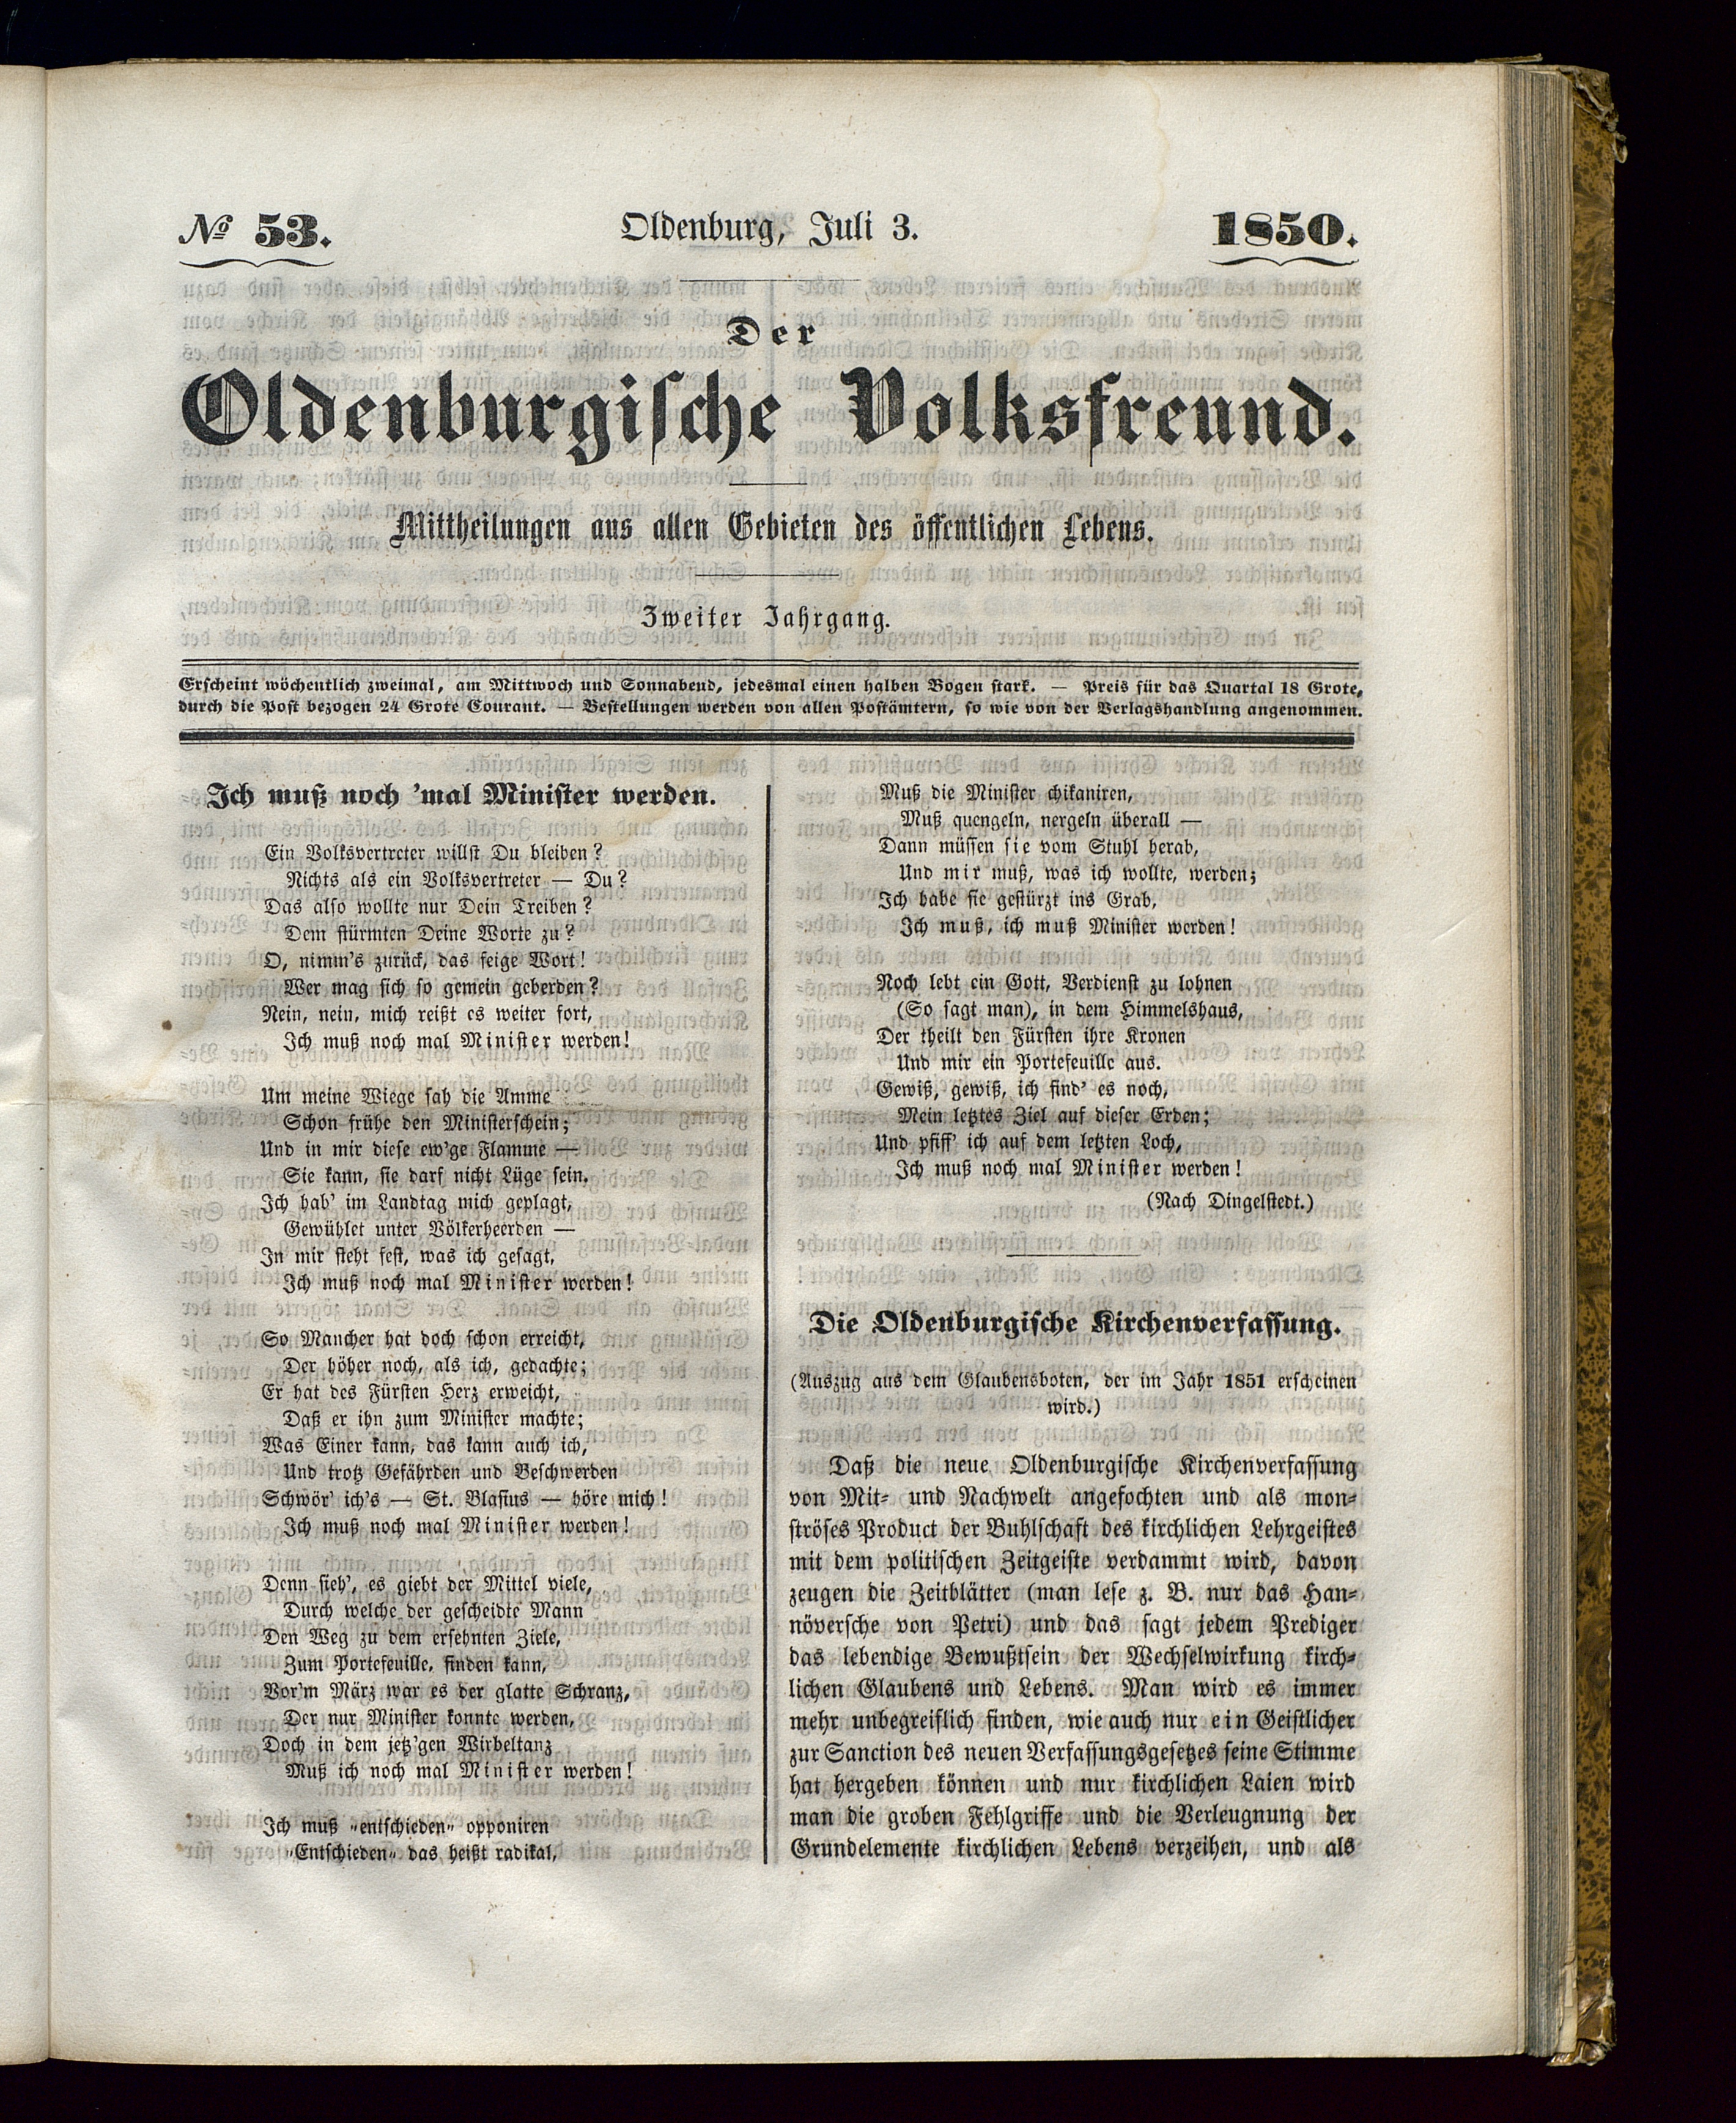 № 53.
Oldenburg, Juli 3.
1850.
Der
Oldenburgische Volksfreund.
Mittheilungen aus allen Gebieten des öffentlichen Lebens.
Zweiter Jahrgang.
Erscheint wöchentlich zweimal, am Mittwoch und Sonnabend, jedesmal einen halben Bogen stark. — Preis für das Quartal 18 Grote,
durch die Post bezogen 24 Grote Courant. — Bestellungen werden von allen Postämtern, so wie von der Verlagshandlung angenommen.
Ich muß noch 'mal Minister werden.
Ein Volksvertreter willst Du bleiben?
Nichts als ein Volksvertreter — Du?
Das also wollte nur Dein Treiben?
Dem stürmten Deine Worte zu?
O, nimm's zurück, das feige Wort!
Wer mag sich so gemein geberden?
Nein, nein, mich reißt es weiter fort,
Ich muß noch mal Minister werden!
Um meine Wiege sah die Amme
Schon frühe den Ministerschein;
Und in mir diese ew'ge Flamme —
Sie kann, sie darf nicht Lüge sein.
Ich hab' im Landtag mich geplagt,
Gewühlet unter Völkerheerden —
In mir steht fest, was ich gesagt,
Ich muß noch mal Minister werden!
So Mancher hat doch schon erreicht,
Der höher noch, als ich, gedachte;
Er hat des Fürsten Herz erweicht,
Daß er ihn zum Minister machte;
Was Einer kann, das kann auch ich,
Und trotz Gefährden und Beschwerden
Schwör' ich's — St. Blasius — höre mich!
Ich muß noch mal Minister werden!
Denn sieh', es giebt der Mittel viele,
Durch welche der gescheidte Mann
Den Weg zu dem ersehnten Ziele,
Zum Portefeuille, finden kann,
Vor'm März war es der glatte Schranz,
Der nur Minister konnte werden,
Doch in dem jetz'gen Wirbeltanz
Muß ich noch mal Minister werden!
Ich muß „entschieden„ opponiren
„Entschieden„ das heißt radikal,
Muß die Minister chikaniren,
Muß quengeln, nergeln überall —
Dann müssen sie vom Stuhl herab,
Und mir muß, was ich wollte, werden;
Ich habe sie gestürzt ins Grab,
Ich muß, ich muß Minister werden!
Noch lebt ein Gott, Verdienst zu lohnen
(So sagt man), in dem Himmelshaus,
Der theilt den Fürsten ihre Kronen
Und mir ein Portefeuille aus.
Gewiß, gewiß, ich find' es noch,
Mein letztes Ziel auf dieser Erden;
Und pfiff' ich auf dem letzten Loch,
Ich muß noch mal Minister werden!
(Nach Dingelstedt.)
Die Oldenburgische Kirchenverfassung.
(Auszug aus dem Glaubensboten, der im Jahr 1851 erscheinen
wird.)
Daß die neue Oldenburgische Kirchenverfassung
von Mit- und Nachwelt angefochten und als mon-
ströses Product der Buhlschaft des kirchlichen Lehrgeistes
mit dem politischen Zeitgeiste verdammt wird, davon
zeugen die Zeitblätter (man lese z. B. nur das Han-
növersche von Petri) und das sagt jedem Prediger
das lebendige Bewußtsein der Wechselwirkung kirch-
lichen Glaubens und Lebens. Man wird es immer
mehr unbegreiflich finden, wie auch nur ein Geistlicher
zur Sanction des neuen Verfassungsgesetzes seine Stimme
hat hergeben können und nur kirchlichen Laien wird
man die groben Fehlgriffe und die Verleugnung der
Grundelemente kirchlichen Lebens verzeihen, und als